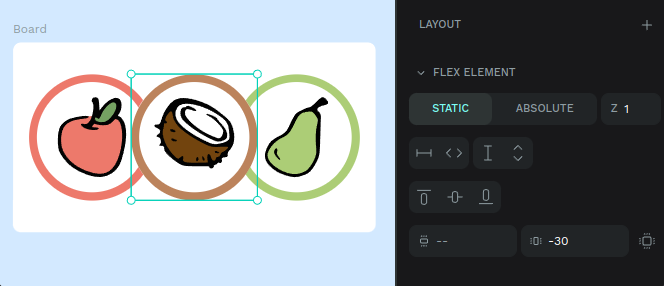 Board
LAYOUT
FLEX ELEMENT
STATIC ABSOLUTE Z 1
-- -30